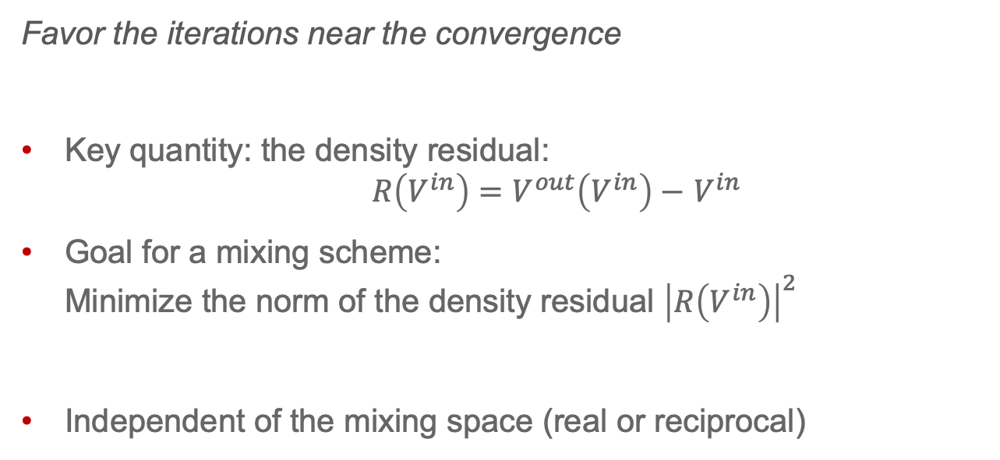 Favor the iterations near the convergence
• Key quantity: the density residual:
R(V^{in}) = V^{out}(V^{in}) − V^{in}
• Goal for a mixing scheme:
Minimize the norm of the density residual |R(V^{in})|^2
• Independent of the mixing space (real or reciprocal)